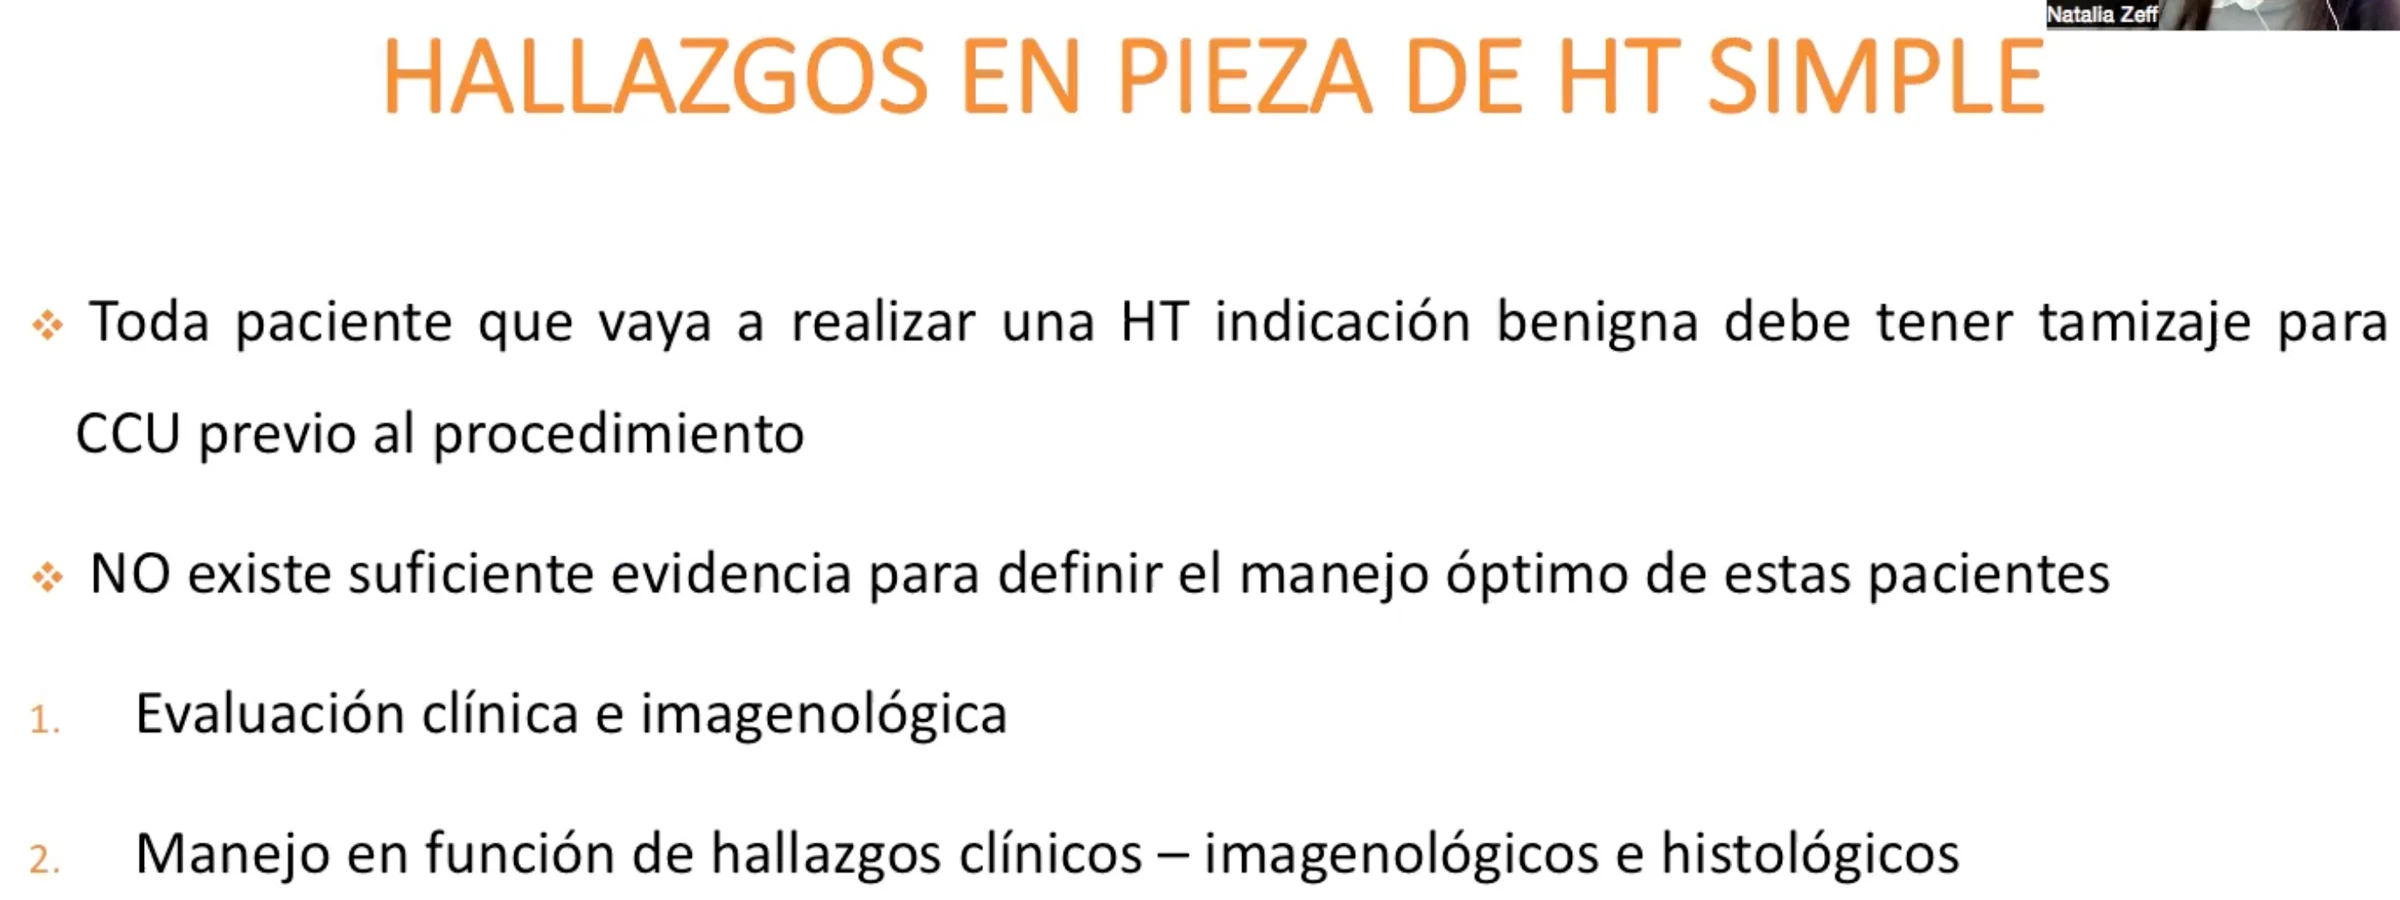 Natalia Zeff
HALLAZGOS EN PIEZA DE HT SIMPLE
❖ Toda paciente que vaya a realizar una HT indicación benigna debe tener tamizaje para
CCU previo al procedimiento
❖ NO existe suficiente evidencia para definir el manejo óptimo de estas pacientes
1. Evaluación clínica e imagenológica
2. Manejo en función de hallazgos clínicos – imagenológicos e histológicos